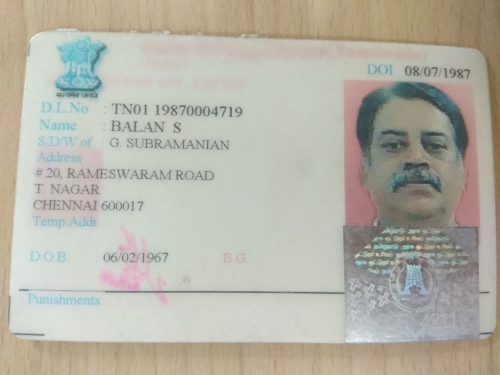 DOI 08/07/1987
D.L.No : TN01 19870004719
Name : BALAN S
S/D/W of : G. SUBRAMANIAN
Address
# 20, RAMESWARAM ROAD
T. NAGAR
CHENNAI 600017
Temp.Addr
D.O.B. 06/02/1967 B.G.
Punishments: